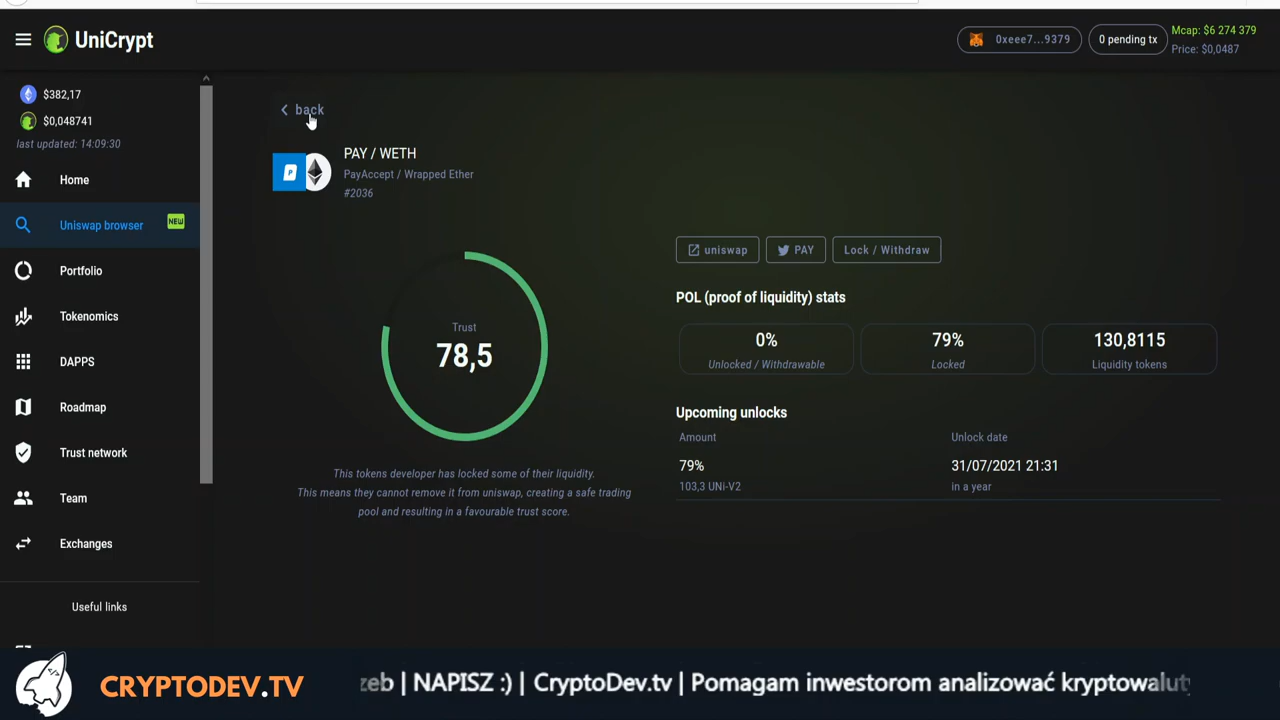 UniCrypt
0xeee7...9379
0 pending tx
Mcap: $6 274 379
Price: $0,0487
$382,17
$0,048741
last updated: 14:09:30
Home
Uniswap browser
NEW
Portfolio
Tokenomics
DAPPS
Roadmap
Trust network
Team
Exchanges
Useful links
back
PAY / WETH
PayAccept / Wrapped Ether
#2036
Trust
78,5
This tokens developer has locked some of their liquidity.
This means they cannot remove it from uniswap, creating a safe trading
pool and resulting in a favourable trust score.
uniswap
PAY
Lock / Withdraw
POL (proof of liquidity) stats
0%
Unlocked / Withdrawable
79%
Locked
130,8115
Liquidity tokens
Upcoming unlocks
Amount
Unlock date
79%
31/07/2021 21:31
103,3 UNi-V2
in a year
CRYPTODEV.TV
zeb | NAPISZ :) | CryptoDev.tv | Pomagam inwestorom analizować kryptowaluty